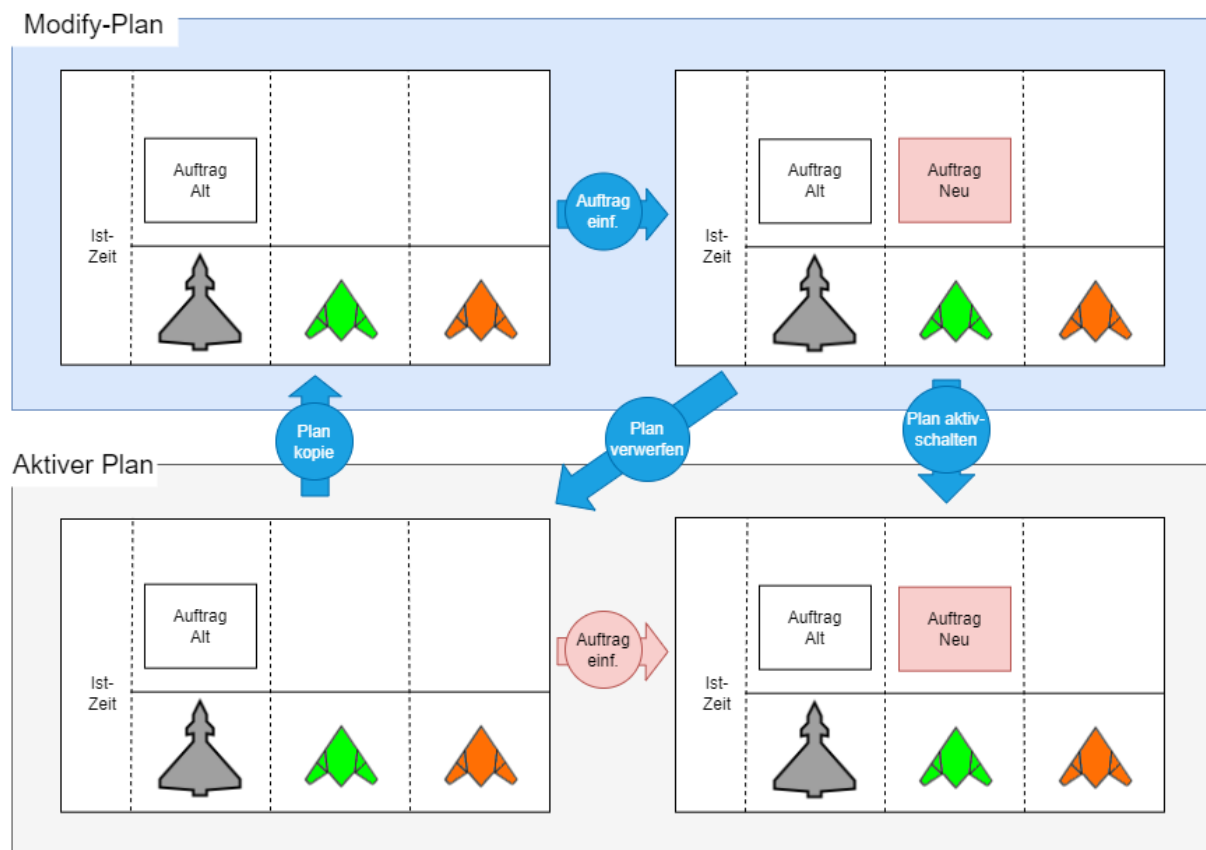 Modify-Plan
Auftrag
Alt
Ist-
Zeit
Auftrag
einf.
Auftrag
Alt
Auftrag
Neu
Ist-
Zeit
Plan
kopie
Plan
verwerfen
Plan aktiv-
schalten
Aktiver Plan
Auftrag
Alt
Ist-
Zeit
Auftrag
einf.
Auftrag
Alt
Auftrag
Neu
Ist-
Zeit